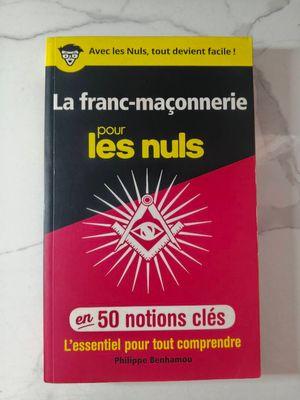 Avec les Nuls, tout devient facile !
La franc-maçonnerie
pour
les nuls
en 50 notions clés
L'essentiel pour tout comprendre
Philippe Benhamou